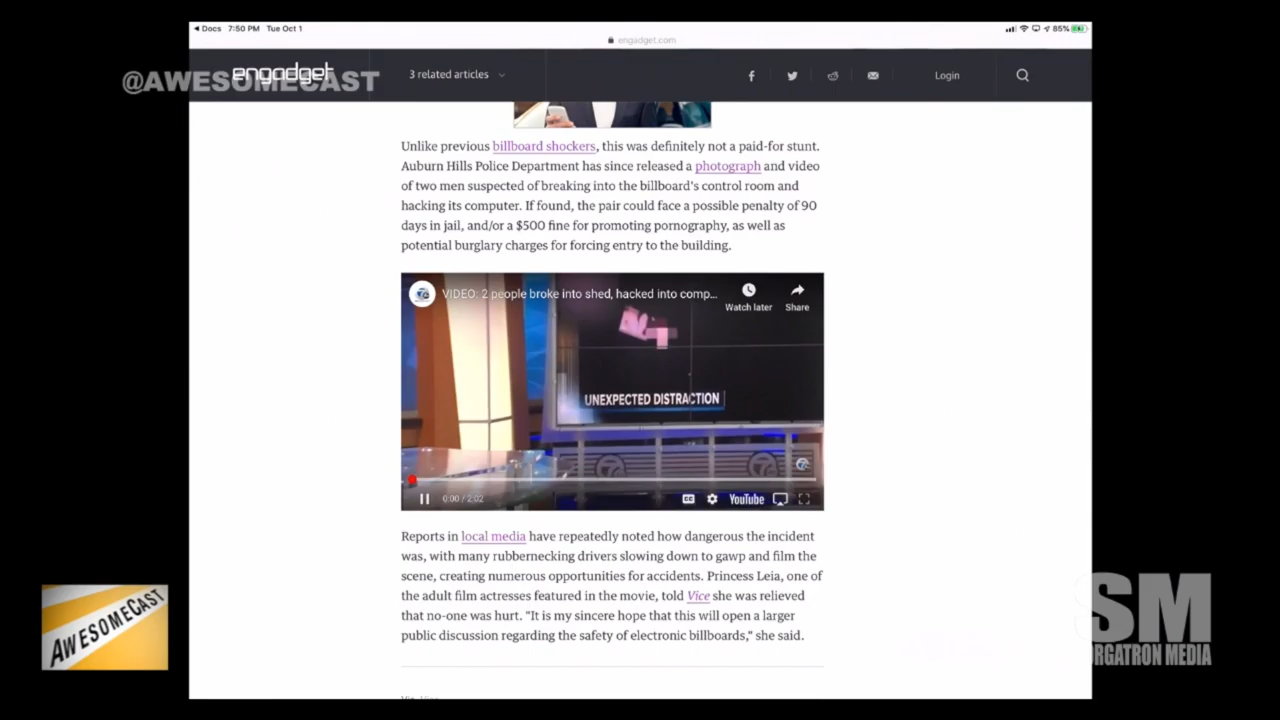 Docs 7:50 PM Tue Oct 1
85%
engadget.com
engadget
@AWESOMECAST
3 related articles
Login
Unlike previous billboard shockers, this was definitely not a paid-for stunt.
Auburn Hills Police Department has since released a photograph and video
of two men suspected of breaking into the billboard's control room and
hacking its computer. If found, the pair could face a possible penalty of 90
days in jail, and/or a $500 fine for promoting pornography, as well as
potential burglary charges for forcing entry to the building.
VIDEO: 2 people broke into shed, hacked into comp...
Watch later
Share
UNEXPECTED DISTRACTION
0:00 / 2:02
CC
YouTube
Reports in local media have repeatedly noted how dangerous the incident
was, with many rubbernecking drivers slowing down to gawp and film the
scene, creating numerous opportunities for accidents. Princess Leia, one of
the adult film actresses featured in the movie, told Vice she was relieved
that no-one was hurt. "It is my sincere hope that this will open a larger
public discussion regarding the safety of electronic billboards," she said.
AWESOMECAST
SM
ORGATRON MEDIA